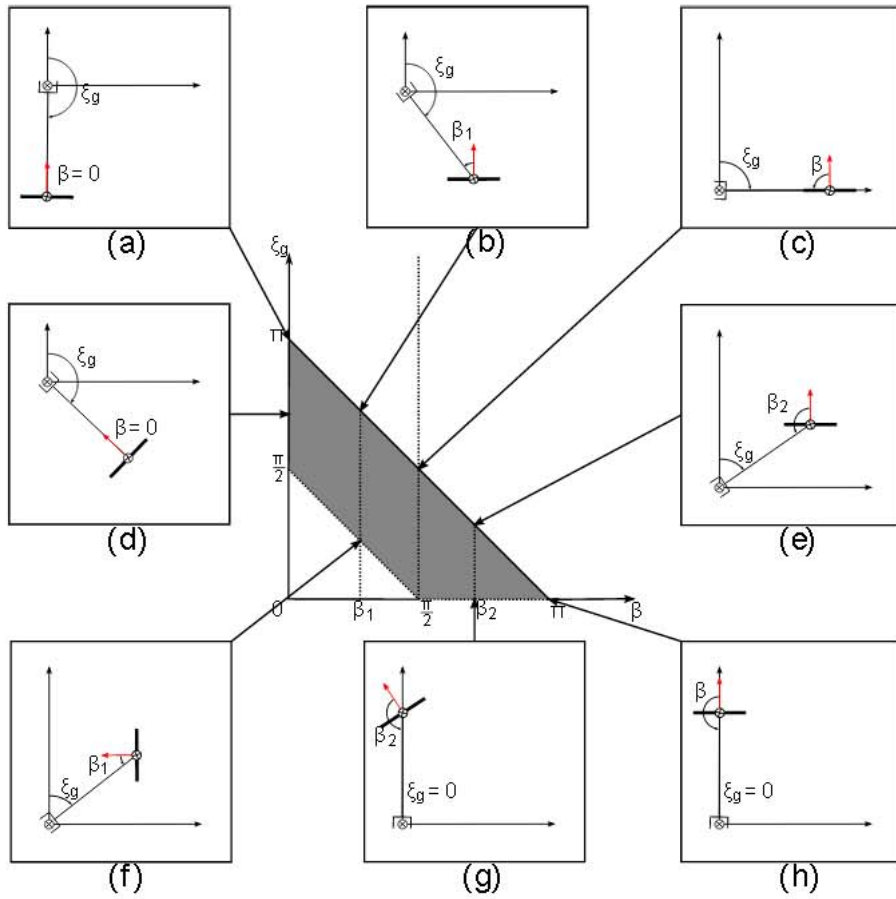 ξg
β = 0
(a)
ξg
β1
(b)
ξg
β
(c)
ξg
π
π/2
0
β1
π/2
β2
π
β
ξg
β = 0
(d)
β2
ξg
(e)
β1
ξg
(f)
β2
ξg = 0
(g)
β
ξg = 0
(h)